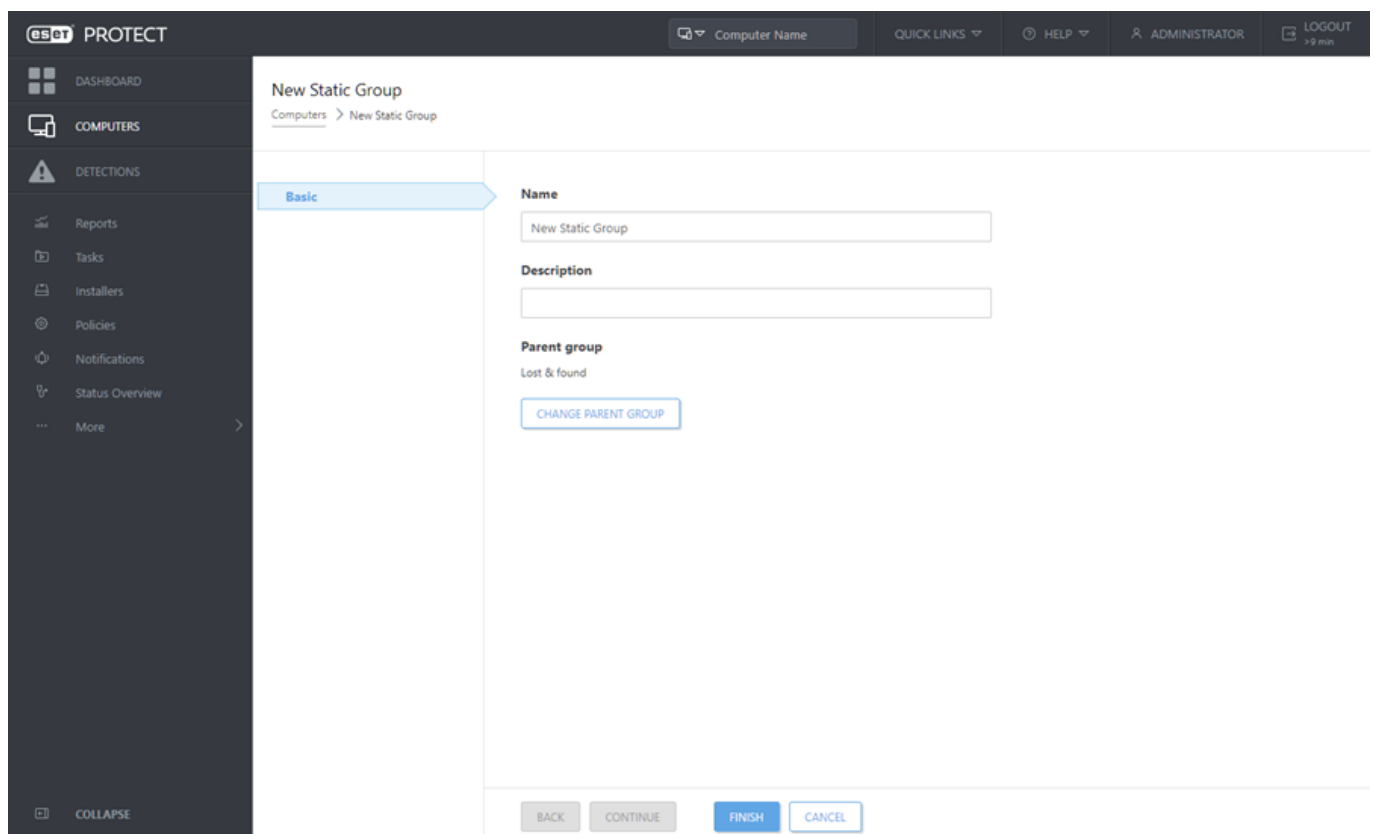 eset PROTECT
Computer Name
QUICK LINKS
HELP
ADMINISTRATOR
LOGOUT
>9 min
DASHBOARD
COMPUTERS
DETECTIONS
Reports
Tasks
Installers
Policies
Notifications
Status Overview
More
COLLAPSE
New Static Group
Computers > New Static Group
Basic
Name
New Static Group
Description
Parent group
Lost & found
CHANGE PARENT GROUP
BACK
CONTINUE
FINISH
CANCEL